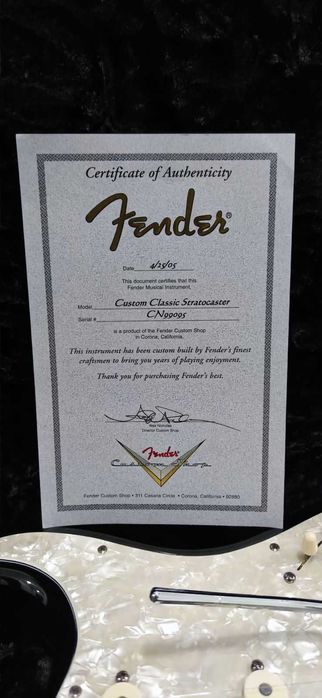 Certificate of Authenticity
Fender®
Date 4/25/05
This document certifies that this
Fender Musical Instrument,
Model Custom Classic Stratocaster
Serial # CN99095
is a product of the Fender Custom Shop
in Corona, California.
This instrument has been custom built by Fender's finest
craftsmen to bring you years of playing enjoyment.
Thank you for purchasing Fender's best.
Director Custom Shop
Fender
Custom Shop
Fender Custom Shop • 311 Cessna Circle • Corona, California • 92880